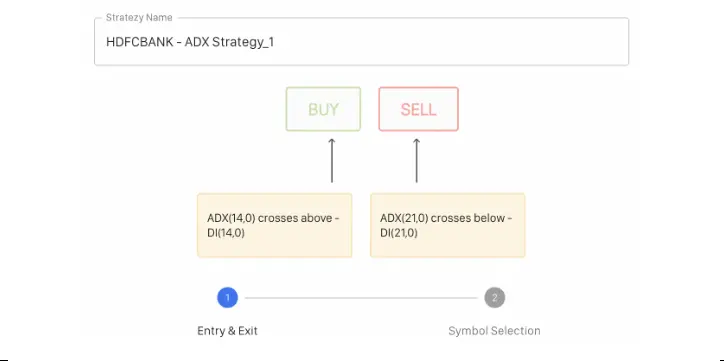 Stratezy Name
HDFCBANK - ADX Strategy_1
BUY
SELL
ADX(14,0) crosses above -
DI(14,0)
ADX(21,0) crosses below -
DI(21,0)
1
2
Entry & Exit
Symbol Selection